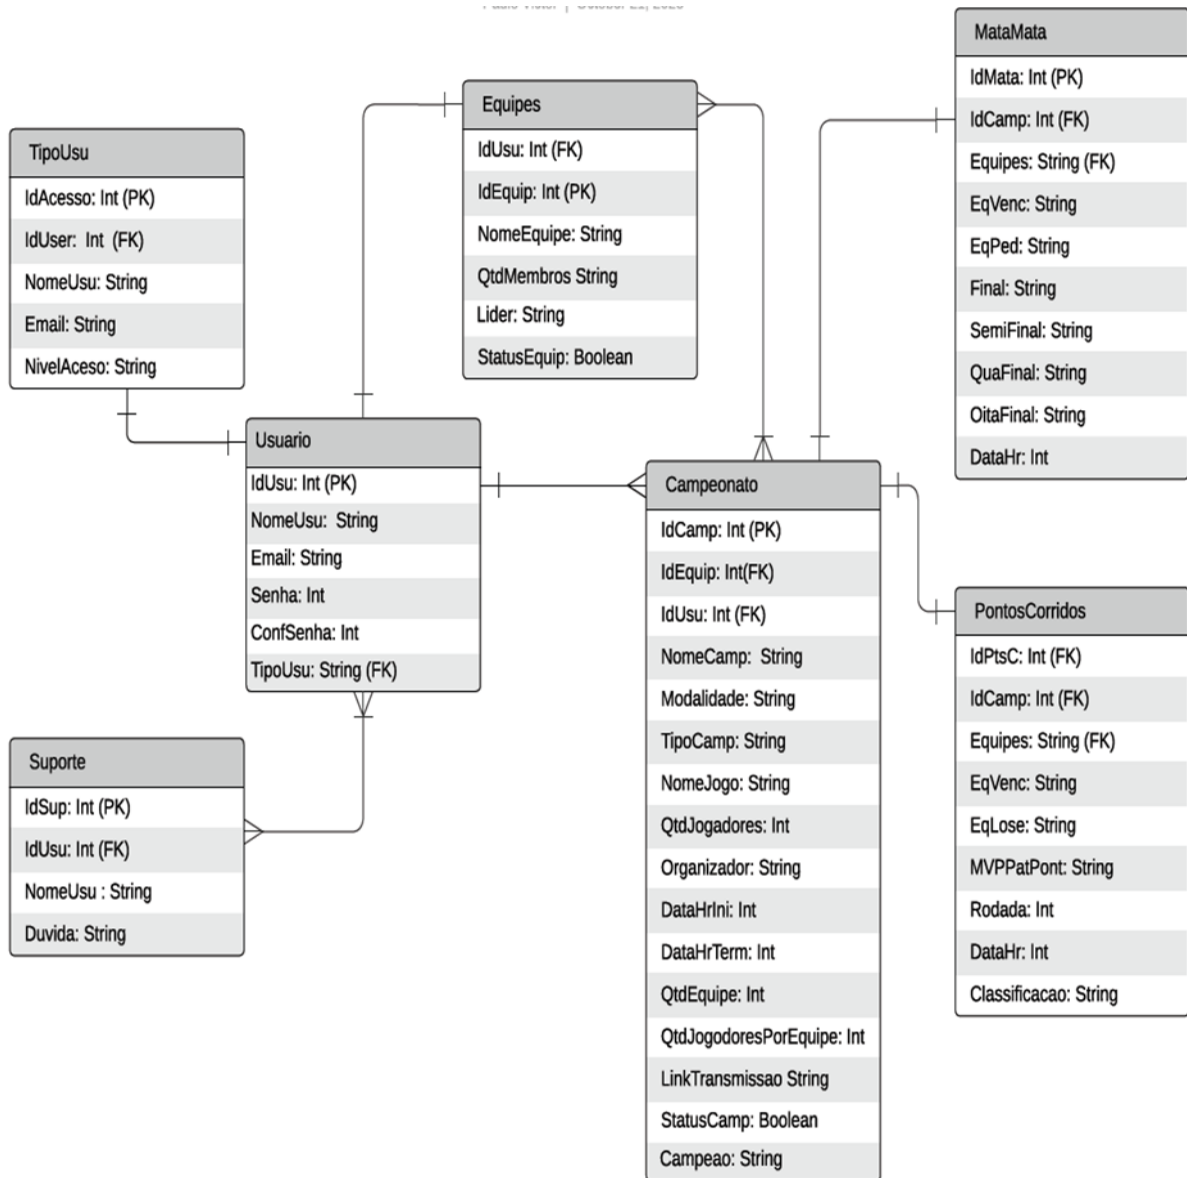 TipoUsu
IdAcesso: Int (PK)
IdUser: Int (FK)
NomeUsu: String
Email: String
NivelAceso: String
Equipes
IdUsu: Int (FK)
IdEquip: Int (PK)
NomeEquipe: String
QtdMembros String
Lider: String
StatusEquip: Boolean
MataMata
IdMata: Int (PK)
IdCamp: Int (FK)
Equipes: String (FK)
EqVenc: String
EqPed: String
Final: String
SemiFinal: String
QuaFinal: String
OitaFinal: String
DataHr: Int
Usuario
IdUsu: Int (PK)
NomeUsu: String
Email: String
Senha: Int
ConfSenha: Int
TipoUsu: String (FK)
Campeonato
IdCamp: Int (PK)
IdEquip: Int(FK)
IdUsu: Int (FK)
NomeCamp: String
Modalidade: String
TipoCamp: String
NomeJogo: String
QtdJogadores: Int
Organizador: String
DataHrIni: Int
DataHrTerm: Int
QtdEquipe: Int
QtdJogodoresPorEquipe: Int
LinkTransmissao String
StatusCamp: Boolean
Campeao: String
PontosCorridos
IdPtsC: Int (FK)
IdCamp: Int (FK)
Equipes: String (FK)
EqVenc: String
EqLose: String
MVPPatPont: String
Rodada: Int
DataHr: Int
Classificacao: String
Suporte
IdSup: Int (PK)
IdUsu: Int (FK)
NomeUsu : String
Duvida: String